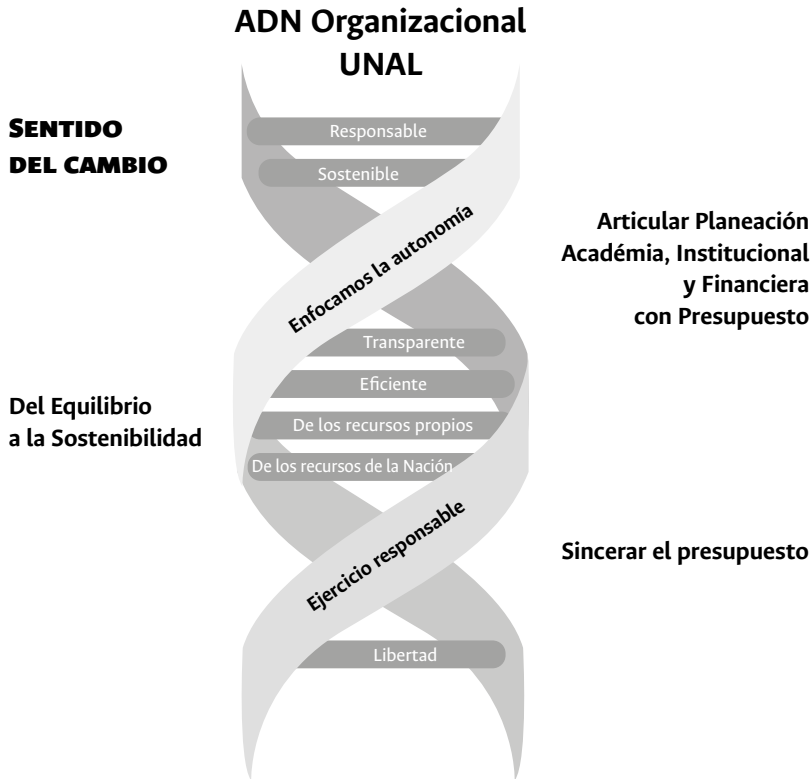 ADN Organizacional
UNAL
SENTIDO
DEL CAMBIO
Responsable
Sostenible
Enfocamos la autonomía
Articular Planeación
Académia, Institucional
y Financiera
con Presupuesto
Transparente
Eficiente
Del Equilibrio
a la Sostenibilidad
De los recursos propios
De los recursos de la Nación
Ejercicio responsable
Sincerar el presupuesto
Libertad